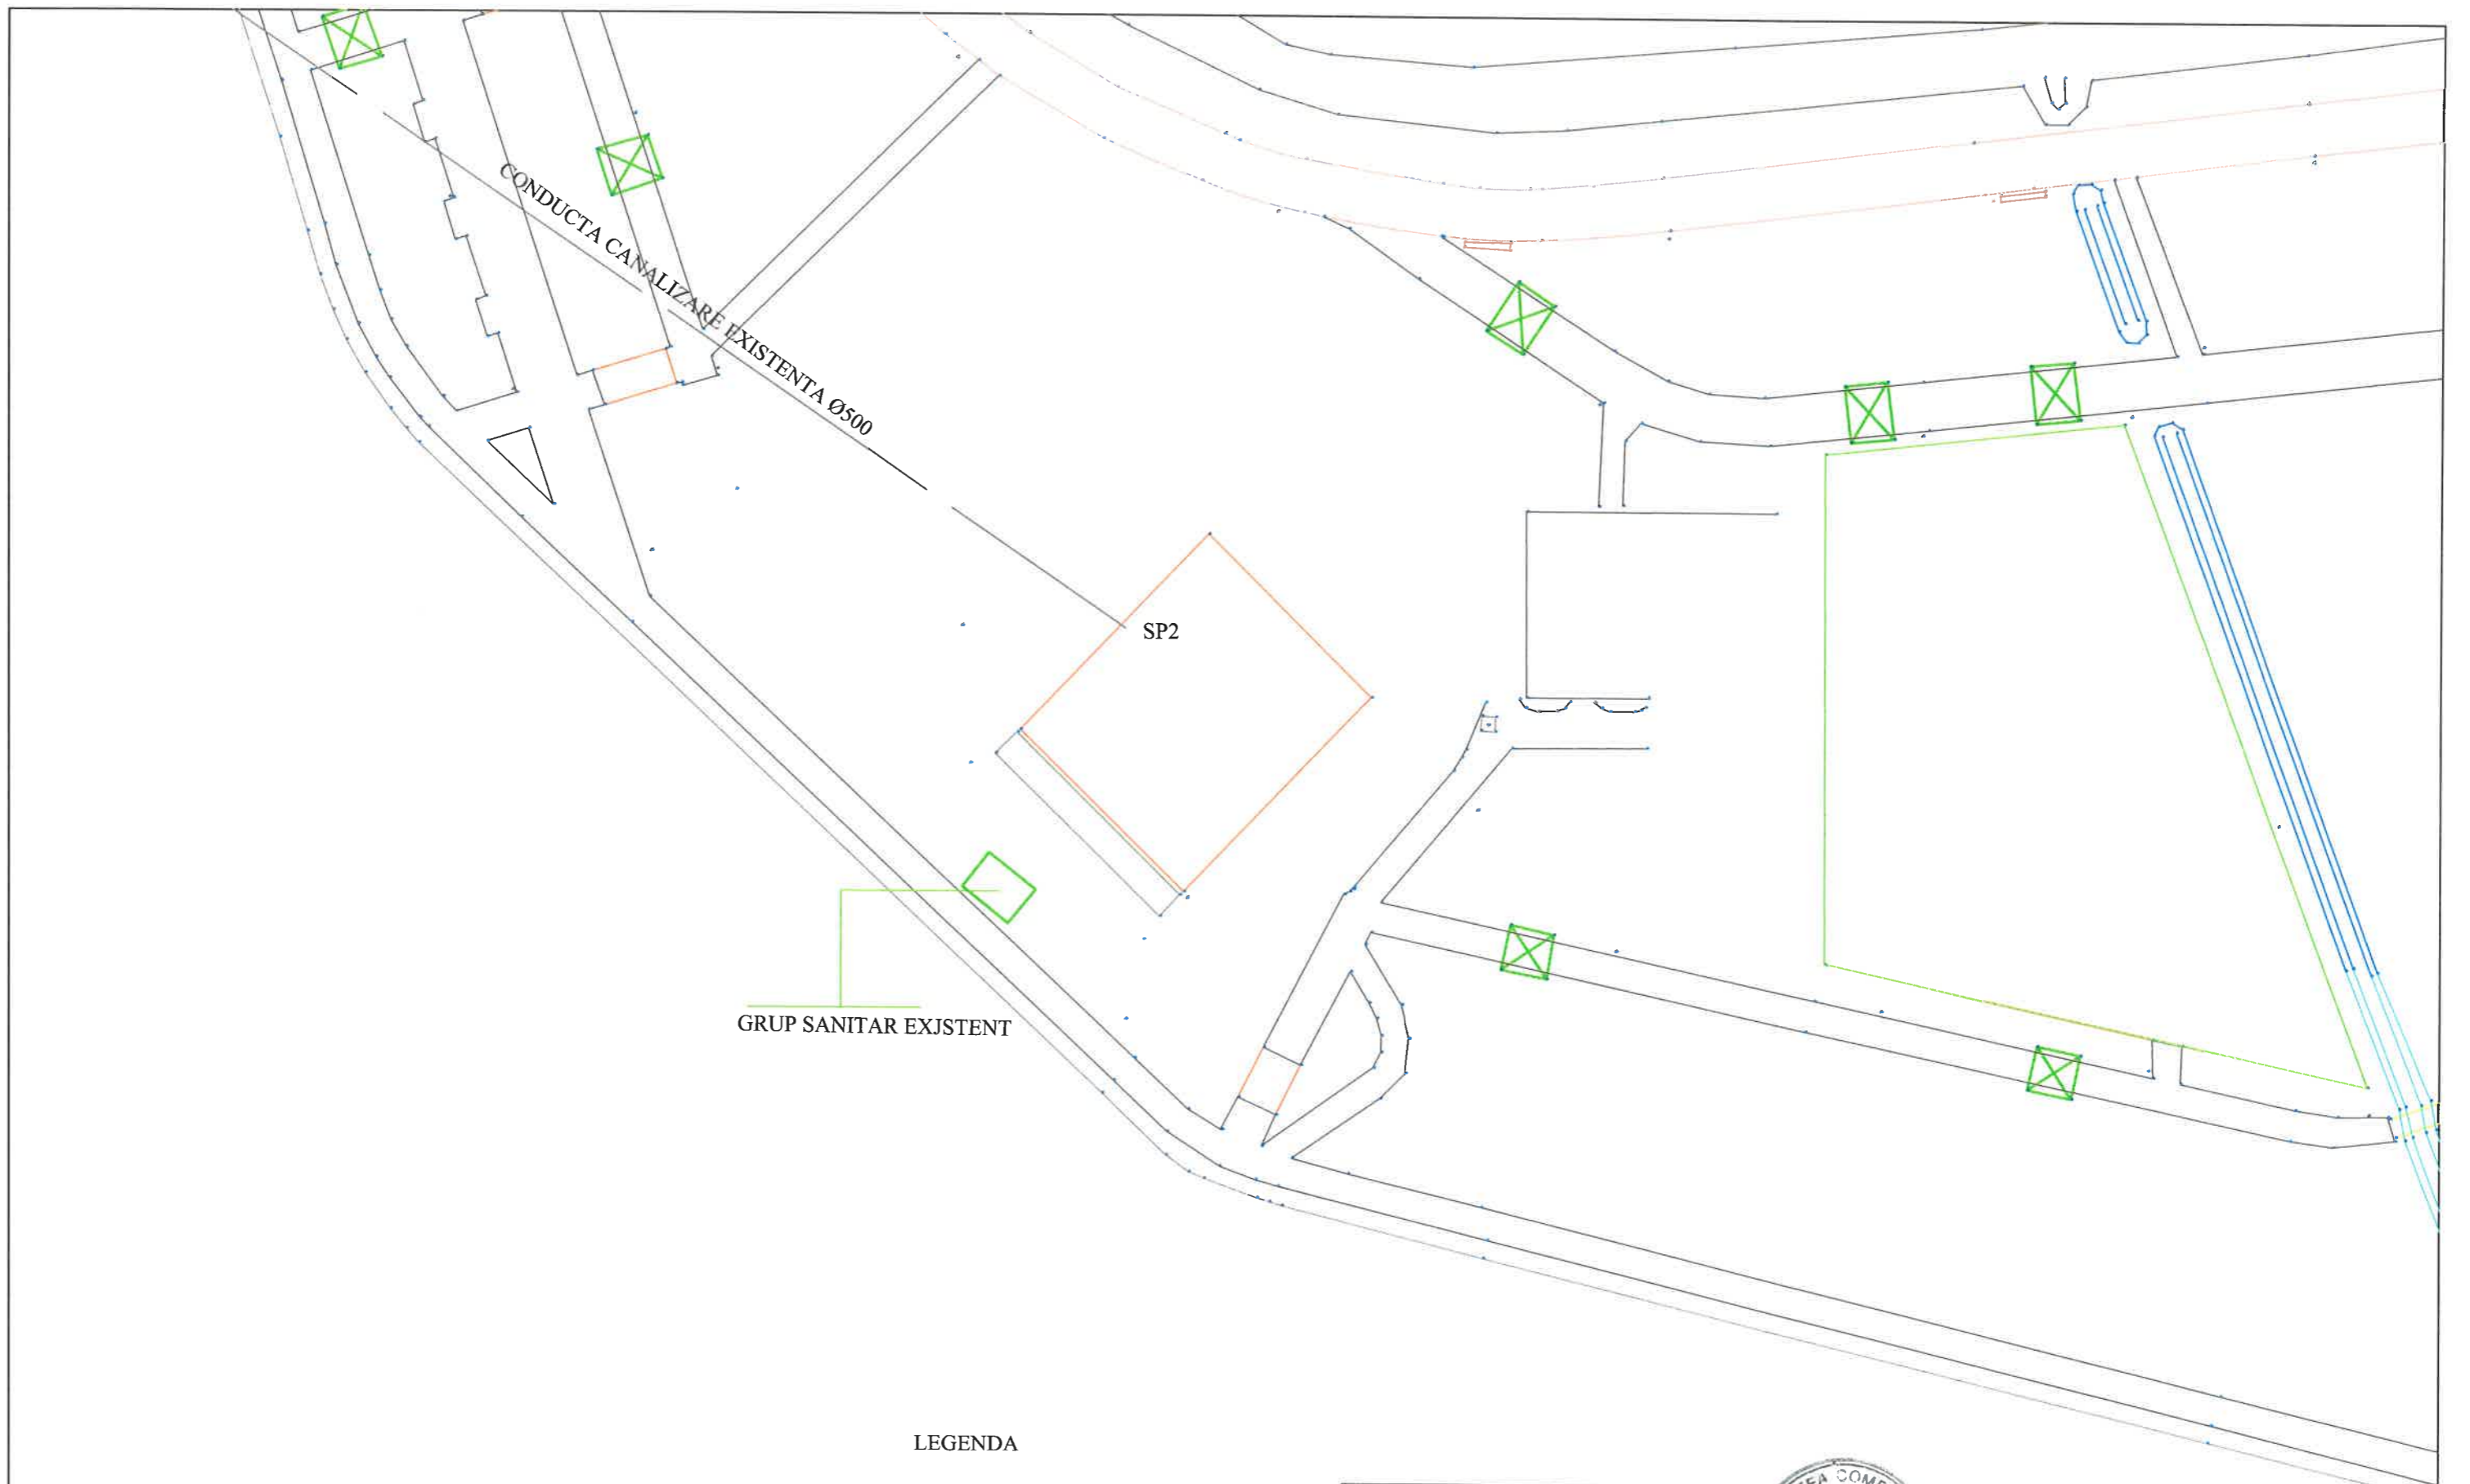 CONDUCTA CANALIZARE EXISTENTA Ø500
SP2
GRUP SANITAR EXJSTENT
LEGENDA